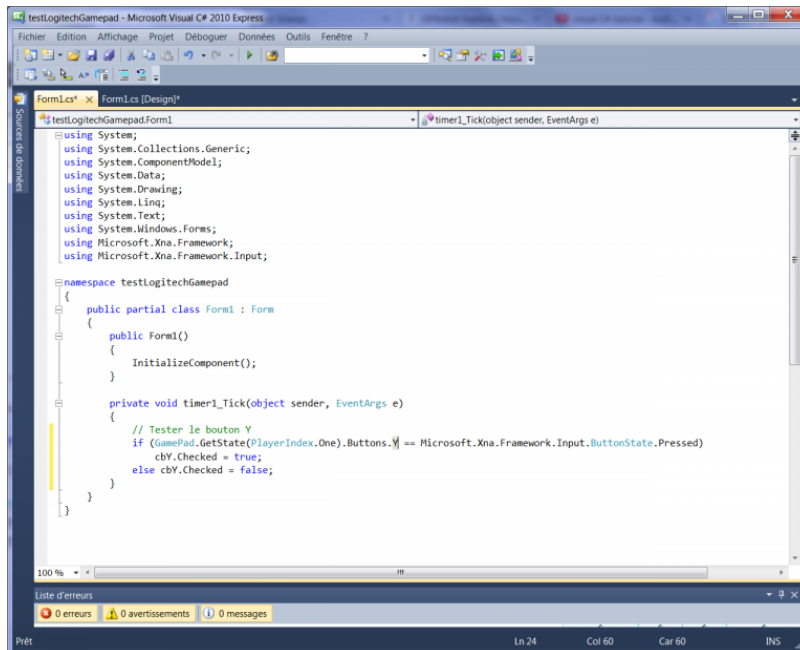 testLogitechGamepad - Microsoft Visual C# 2010 Express
Fichier Edition Affichage Projet Déboguer Données Outils Fenêtre ?
Form1.cs* Form1.cs [Design]*
Sources de données
testLogitechGamepad.Form1 timer1_Tick(object sender, EventArgs e)
using System;
using System.Collections.Generic;
using System.ComponentModel;
using System.Data;
using System.Drawing;
using System.Linq;
using System.Text;
using System.Windows.Forms;
using Microsoft.Xna.Framework;
using Microsoft.Xna.Framework.Input;
namespace testLogitechGamepad
{
public partial class Form1 : Form
{
public Form1()
{
InitializeComponent();
}
private void timer1_Tick(object sender, EventArgs e)
{
// Tester le bouton Y
if (GamePad.GetState(PlayerIndex.One).Buttons.Y == Microsoft.Xna.Framework.Input.ButtonState.Pressed)
cbY.Checked = true;
else cbY.Checked = false;
}
}
}
100 %
Liste d'erreurs
0 erreurs 0 avertissements 0 messages
Prêt Ln 24 Col 60 Car 60 INS